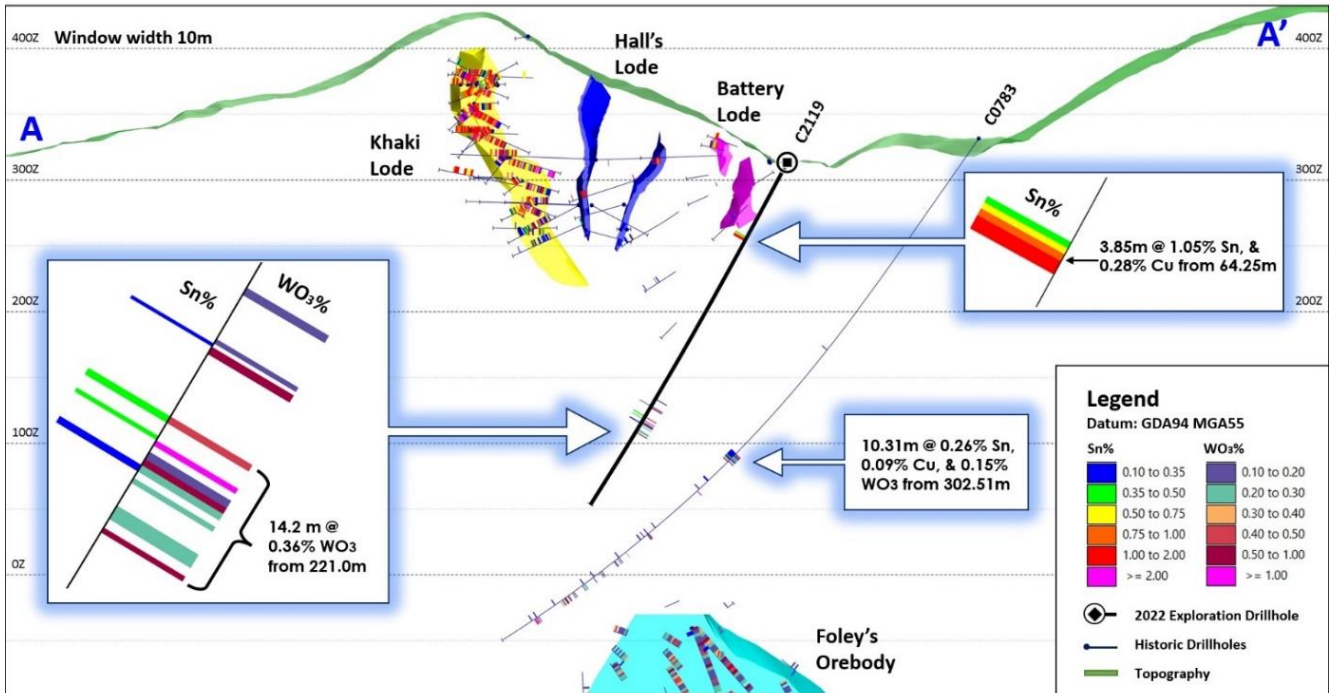 400Z
Window width 10m
Hall's
Lode
Battery
Lode
C2119
C0783
A'
400Z
A
Khaki
Lode
300Z
300Z
Sn%
3.85m @ 1.05% Sn, &
0.28% Cu from 64.25m
Sn%
WO₃%
14.2 m @
0.36% WO₃
from 221.0m
200Z
200Z
100Z
10.31m @ 0.26% Sn,
0.09% Cu, & 0.15%
WO₃ from 302.51m
0Z
Foley's
Orebody
Legend
Datum: GDA94 MGA55
Sn% WO₃%
0.10 to 0.35 0.10 to 0.20
0.35 to 0.50 0.20 to 0.30
0.50 to 0.75 0.30 to 0.40
0.75 to 1.00 0.40 to 0.50
1.00 to 2.00 0.50 to 1.00
>= 2.00 >= 1.00
2022 Exploration Drillhole
Historic Drillholes
Topography